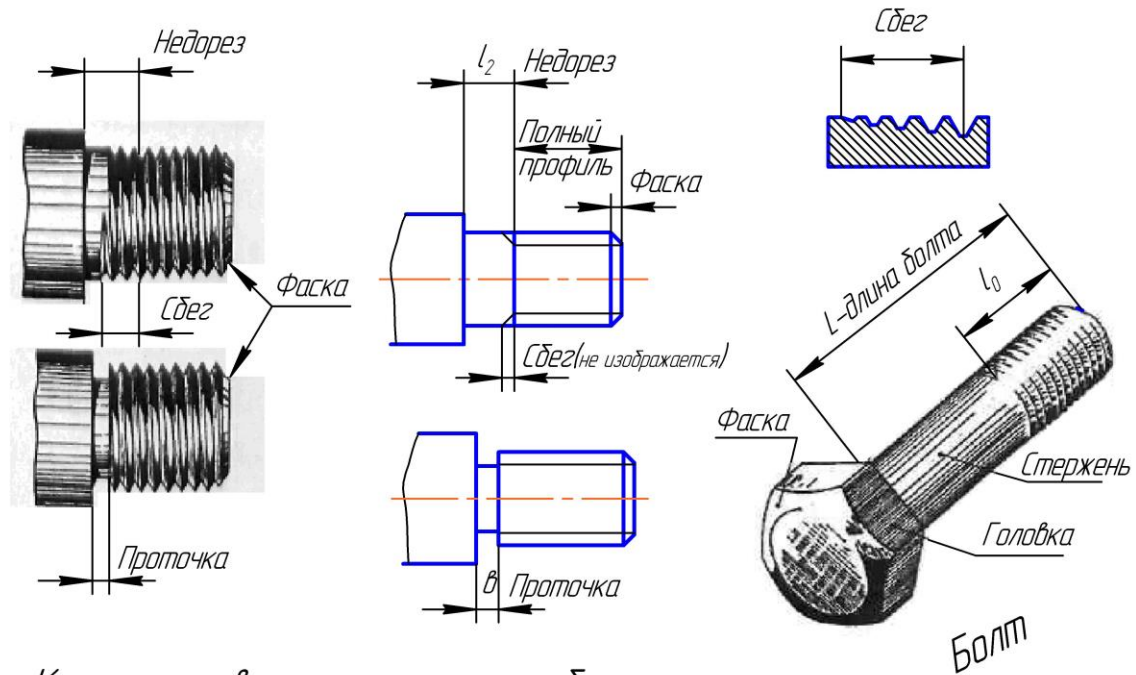 Недорез
Сбег
Фаска
Проточка
l₂ Недорез
Полный
профиль
Фаска
Сбег(не изображается)
в Проточка
Сбег
L-длина болта
l₀
Фаска
Стержень
Головка
Болт